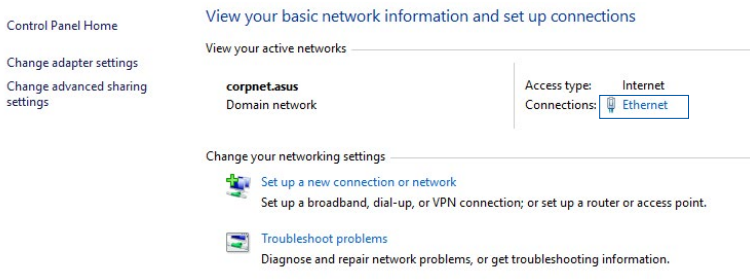 View your basic network information and set up connections
Control Panel Home
View your active networks
Change adapter settings
Change advanced sharing
settings
corpnet.asus
Domain network
Access type: Internet
Connections: Ethernet
Change your networking settings
Set up a new connection or network
Set up a broadband, dial-up, or VPN connection; or set up a router or access point.
Troubleshoot problems
Diagnose and repair network problems, or get troubleshooting information.